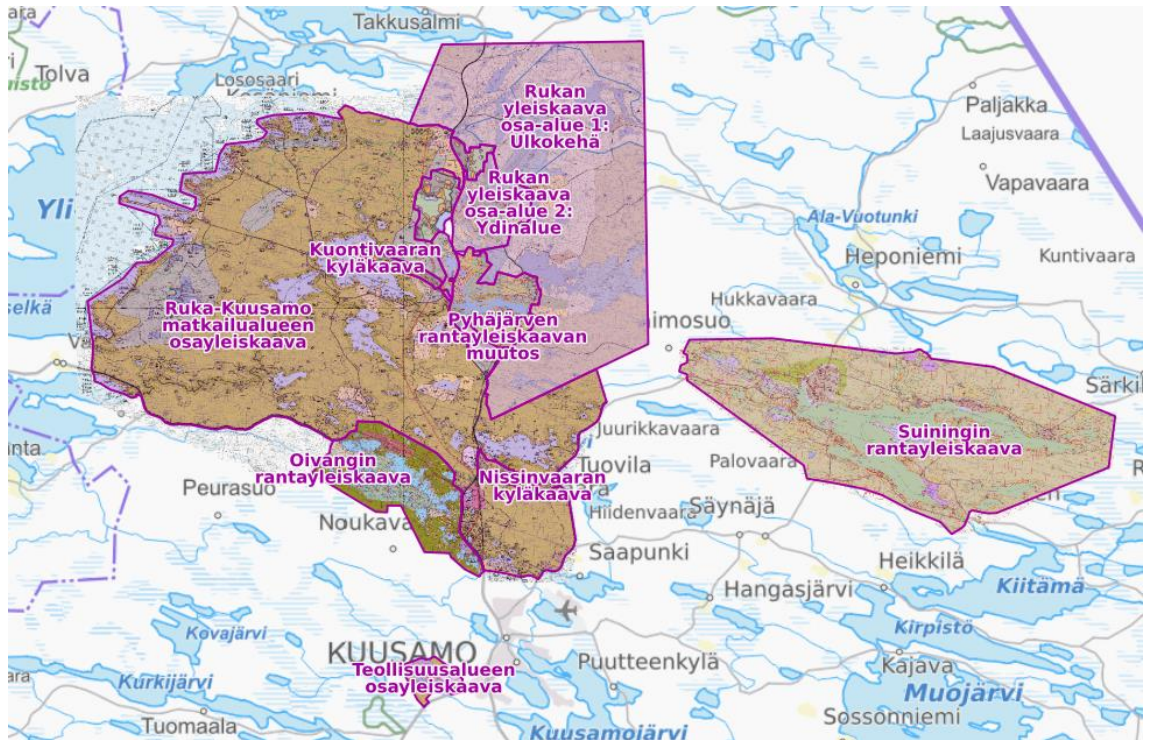 Takkusalmi
Tolva
Lososaari
Rukan
yleiskaava
osa-alue 1:
Ulkokehä
Paljakka
Laajusvaara
Vapavaara
Rukan
yleiskaava
osa-alue 2:
Ydinalue
Yli
Ala-Vuotunki
Heponiemi
Kuntivaara
Kuontivaaran
kyläkaava
selkä
Hukkavaara
Ruka-Kuusamo
matkailualueen
osayleiskaava
Pyhäjärven
rantayleiskaavan
muutos
imosuo
Särkil
Juurikkavaara
Suiningin
rantayleiskaava
Oivangin
rantayleiskaava
Nissinvaaran
kyläkaava
Tuovila
Palovaara
Peurasuo
Noukava
Hiidenvaara
Säynäjä
Saapunki
Heikkilä
Hangasjärvi
Kiitämä
Kovajärvi
Kirpistö
KUUSAMO
Puutteenkylä
Kajava
Teollisuusalueen
osayleiskaava
Kurkijärvi
Muojärvi
Tuomaala
Sossonniemi
Kuusamojärvi